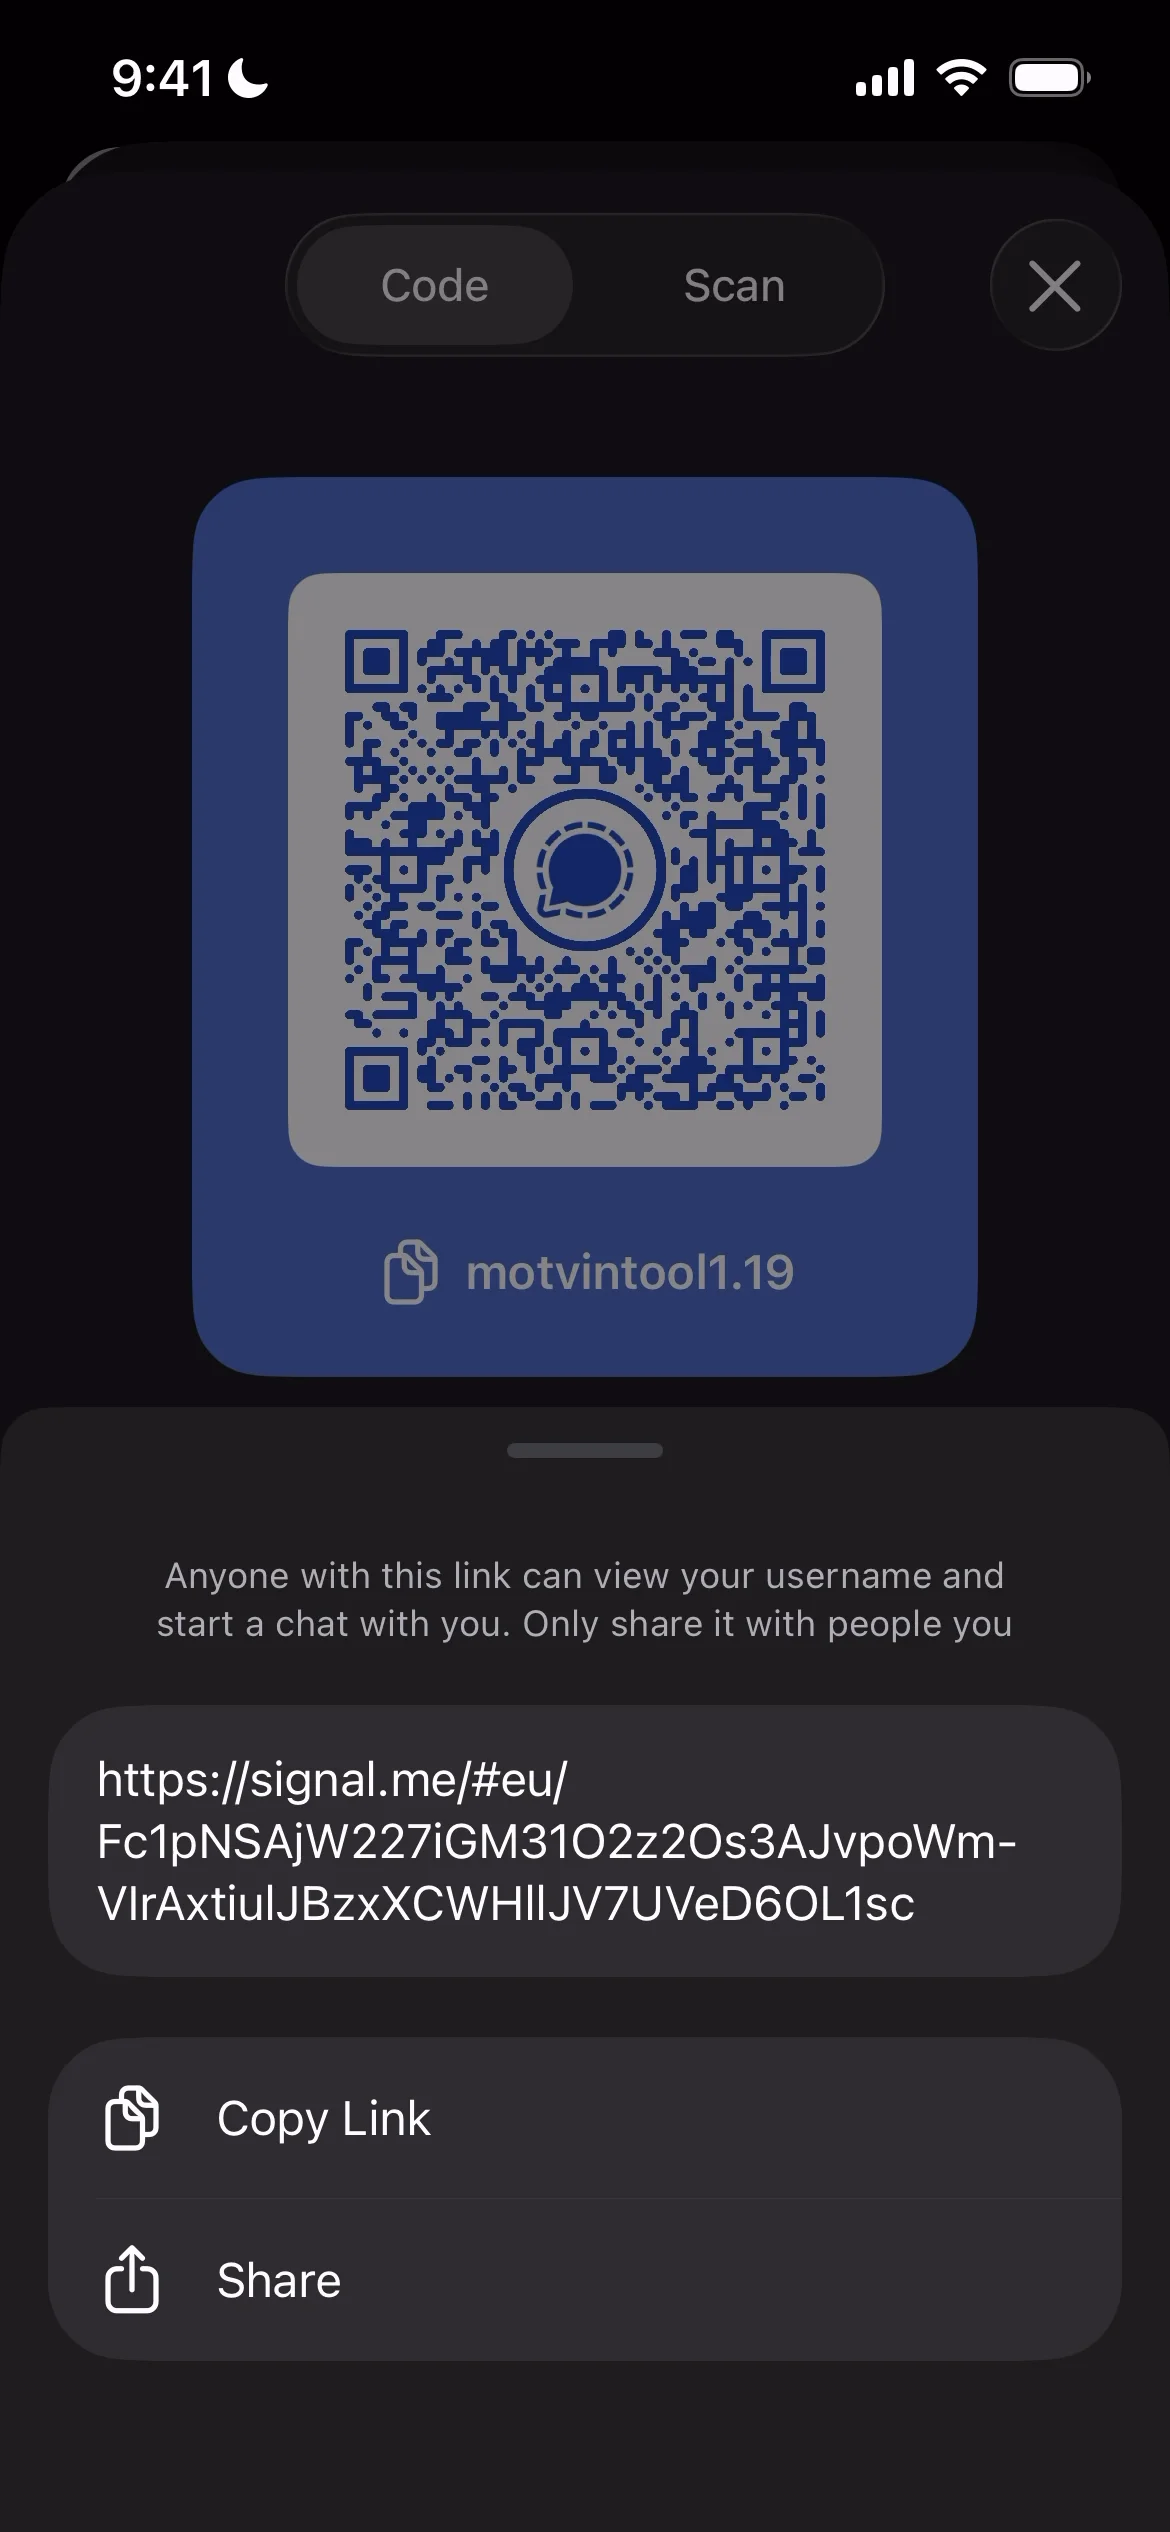 9:41
Code
Scan
motvintool1.19
Anyone with this link can view your username and
start a chat with you. Only share it with people you
https://signal.me/#eu/
Fc1pNSAjW227iGM31O2z2Os3AJvpoWm-
VIrAxtiulJBzxXCWHllJV7UVeD6OL1sc
Copy Link
Share